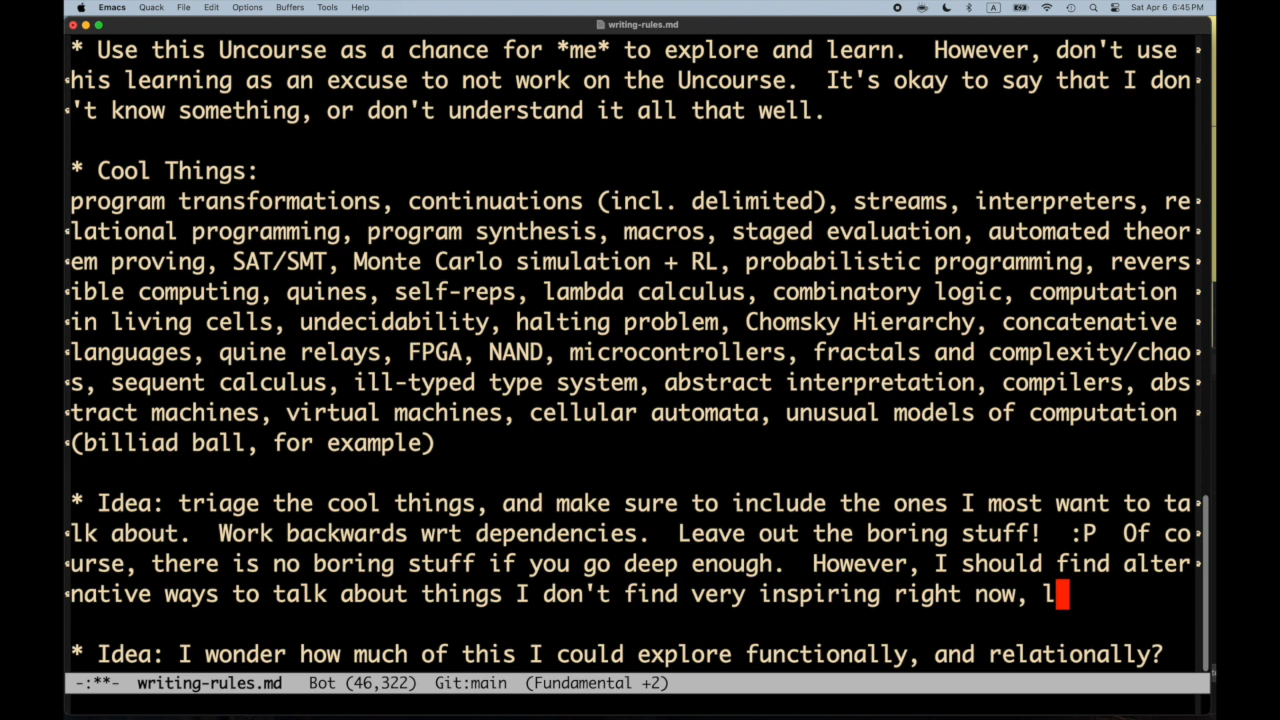 Emacs Quack File Edit Options Buffers Tools Help A Sat Apr 6 6:45 PM
writing-rules.md
* Use this Uncourse as a chance for *me* to explore and learn.  However, don't use
his learning as an excuse to not work on the Uncourse.  It's okay to say that I don
't know something, or don't understand it all that well.
* Cool Things:
program transformations, continuations (incl. delimited), streams, interpreters, re
lational programming, program synthesis, macros, staged evaluation, automated theor
em proving, SAT/SMT, Monte Carlo simulation + RL, probabilistic programming, revers
ible computing, quines, self-reps, lambda calculus, combinatory logic, computation
in living cells, undecidability, halting problem, Chomsky Hierarchy, concatenative
languages, quine relays, FPGA, NAND, microcontrollers, fractals and complexity/chao
s, sequent calculus, ill-typed type system, abstract interpretation, compilers, abs
tract machines, virtual machines, cellular automata, unusual models of computation
(billiad ball, for example)
* Idea: triage the cool things, and make sure to include the ones I most want to ta
lk about.  Work backwards wrt dependencies.  Leave out the boring stuff!  :P  Of co
urse, there is no boring stuff if you go deep enough.  However, I should find alter
native ways to talk about things I don't find very inspiring right now, l
* Idea: I wonder how much of this I could explore functionally, and relationally?
-:**-  writing-rules.md  Bot (46,322)  Git:main  (Fundamental +2)